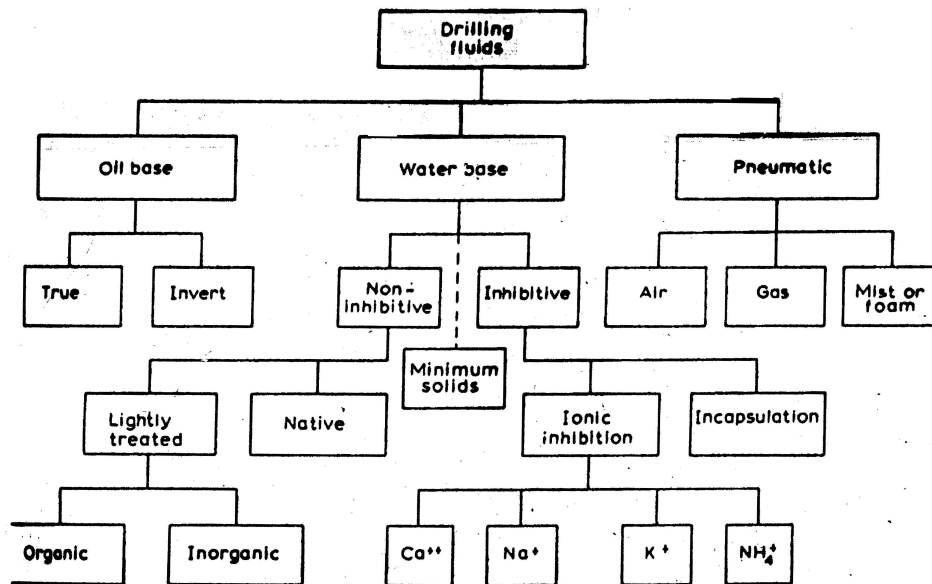 Drilling
fluids
Oil base
Water base
Pneumatic
True
Invert
Non-
inhibitive
Inhibitive
Air
Gas
Mist or
foam
Minimum
solids
Lightly
treated
Native
Ionic
inhibition
Incapsulation
Organic
Inorganic
Ca⁺⁺
Na⁺
K⁺
NH₄⁺